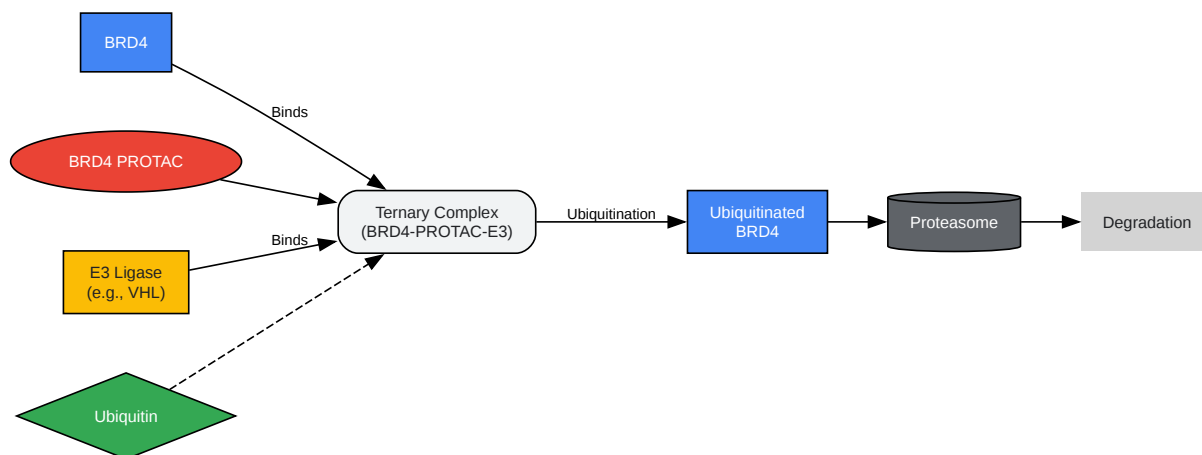 BRD4
Binds
BRD4 PROTAC
Ternary Complex
(BRD4-PROTAC-E3)
Ubiquitination
Ubiquitinated
BRD4
Proteasome
Degradation
Binds
E3 Ligase
(e.g., VHL)
Ubiquitin